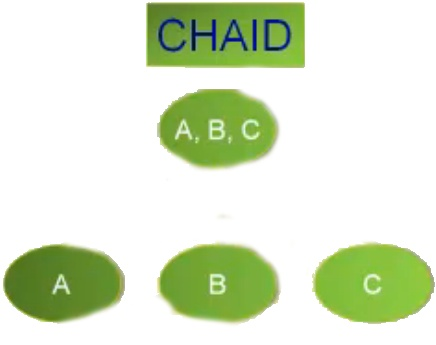 CHAID
A, B, C
A B C